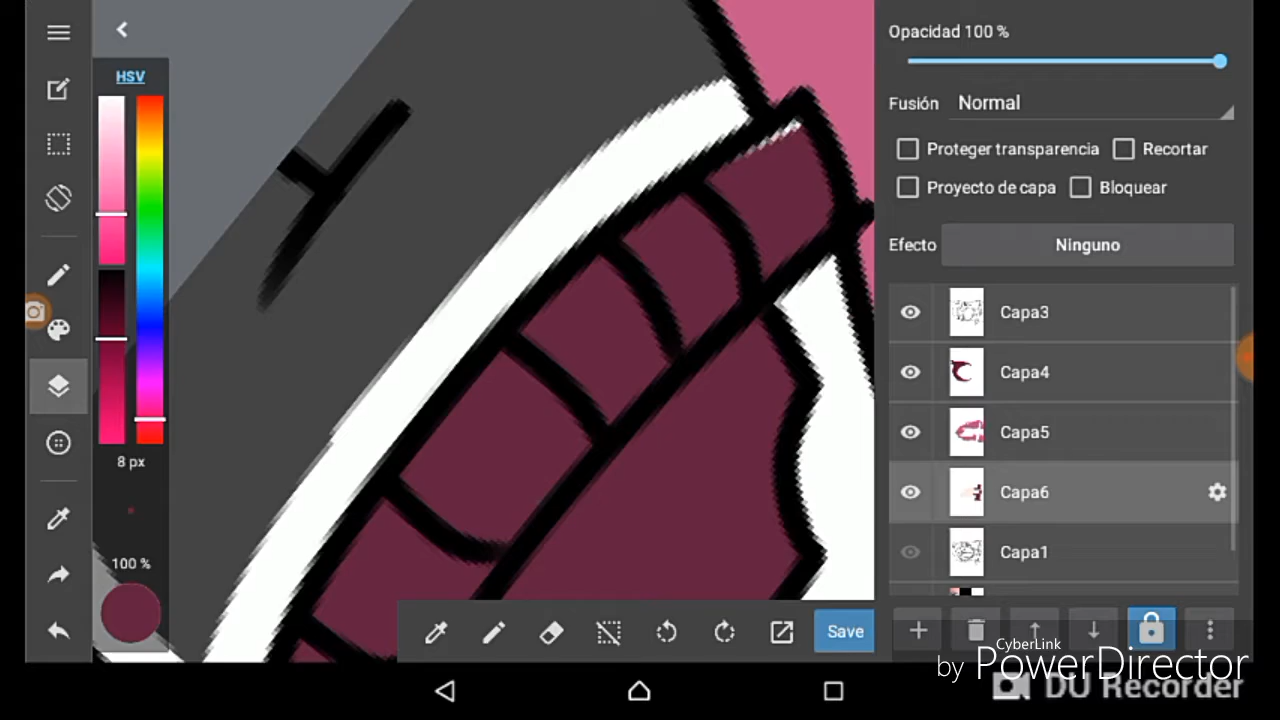 HSV
8 px
100 %
Save
Opacidad 100 %
Fusión Normal
Proteger transparencia Recortar
Proyecto de capa Bloquear
Efecto Ninguno
Capa3
Capa4
Capa5
Capa6
Capa1
CyberLink
by PowerDirector
DU Recorder